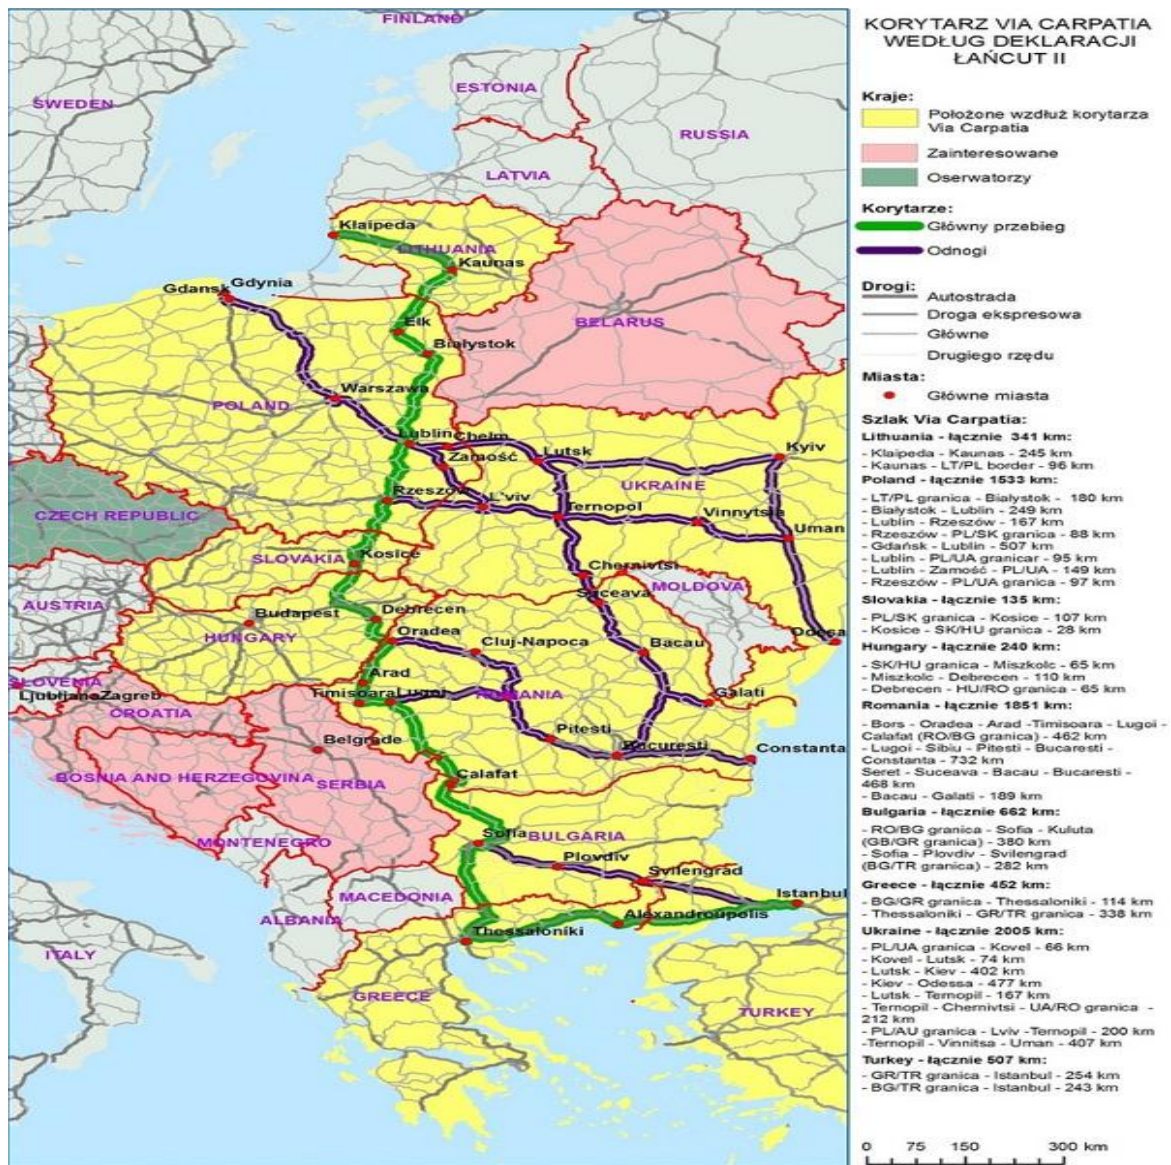 FINLAND
SWEDEN
ESTONIA
RUSSIA
LATVIA
Kłaipeda
LITHUANIA
Kaunas
Gdynia
Gdansk
Ełk
BELARUS
Białystok
Warszawa
POLAND
Lublin
Chełm
Zamość
Lutsk
Kyiv
Rzeszów
L'viv
UKRAINE
Ternopol
Vinnytsia
Uman
CZECH REPUBLIC
SLOVAKIA
Kosice
Chernivtsi
MOLDOVA
Suceava
AUSTRIA
Budapest
Debrecen
HUNGARY
Oradea
Cluj-Napoca
Bacau
SLOVENIA
Arad
Ljubljana
Zagreb
Timisoara
Lugoj
ROMANIA
Galati
CROATIA
Belgrade
Pitesti
Bucuresti
Constanta
BOSNIA AND HERZEGOVINA
SERBIA
Calafat
MONTENEGRO
Sofia
BULGARIA
Plovdiv
Svilengrad
MACEDONIA
ALBANIA
Istanbul
Alexandroupolis
Thessaloniki
ITALY
GREECE
TURKEY
KORYTARZ VIA CARPATIA
WEDŁUG DEKLARACJI
ŁAŃCUT II
Kraje:
Położone wzdłuż korytarza
Via Carpatia
Zainteresowane
Oserwatorzy
Korytarze:
Główny przebieg
Odnogi
Drogi:
Autostrada
Droga ekspresowa
Główne
Drugiego rzędu
Miasta:
Główne miasta
Szlak Via Carpatia:
Lithuania - łącznie 341 km:
- Klaipeda - Kaunas - 245 km
- Kaunas - LT/PL border - 96 km
Poland - łącznie 1533 km:
- LT/PL granica - Białystok - 180 km
- Białystok - Lublin - 249 km
- Lublin - Rzeszów - 167 km
- Rzeszów - PL/SK granica - 88 km
- Gdańsk - Lublin - 507 km
- Lublin - PL/UA granicar - 95 km
- Lublin - Zamość - PL/UA - 149 km
- Rzeszów - PL/UA granica - 97 km
Slovakia - łącznie 135 km:
- PL/SK granica - Kosice - 107 km
- Kosice - SK/HU granica - 28 km
Hungary - łącznie 240 km:
- SK/HU granica - Miszkolc - 65 km
- Miszkolc - Debrecen - 110 km
- Debrecen - HU/RO granica - 65 km
Romania - łącznie 1851 km:
- Bors - Oradea - Arad -Timisoara - Lugoi -
Calafat (RO/BG granica) - 462 km
- Lugoi - Sibiu - Pitesti - Bucaresti -
Constanta - 732 km
Seret - Suceava - Bacau - Bucaresti -
468 km
- Bacau - Galati - 189 km
Bulgaria - łącznie 662 km:
- RO/BG granica - Sofia - Kuluta
(GB/GR granica) - 380 km
- Sofia - Plovdiv - Svilengrad
(BG/TR granica) - 282 km
Greece - łącznie 452 km:
- BG/GR granica - Thessaloniki - 114 km
- Thessaloniki - GR/TR granica - 338 km
Ukraine - łącznie 2005 km:
- PL/UA granica - Kovel - 66 km
- Kovel - Lutsk - 74 km
- Lutsk - Kiev - 402 km
- Kiev - Odessa - 477 km
- Lutsk - Ternopil - 167 km
- Ternopil - Chernivtsi - UA/RO granica -
212 km
- PL/AU granica - Lviv -Ternopil - 200 km
-Ternopil - Vinnitsa - Uman - 407 km
Turkey - łącznie 507 km:
- GR/TR granica - Istanbul - 254 km
- BG/TR granica - Istanbul - 243 km
0 75 150 300 km